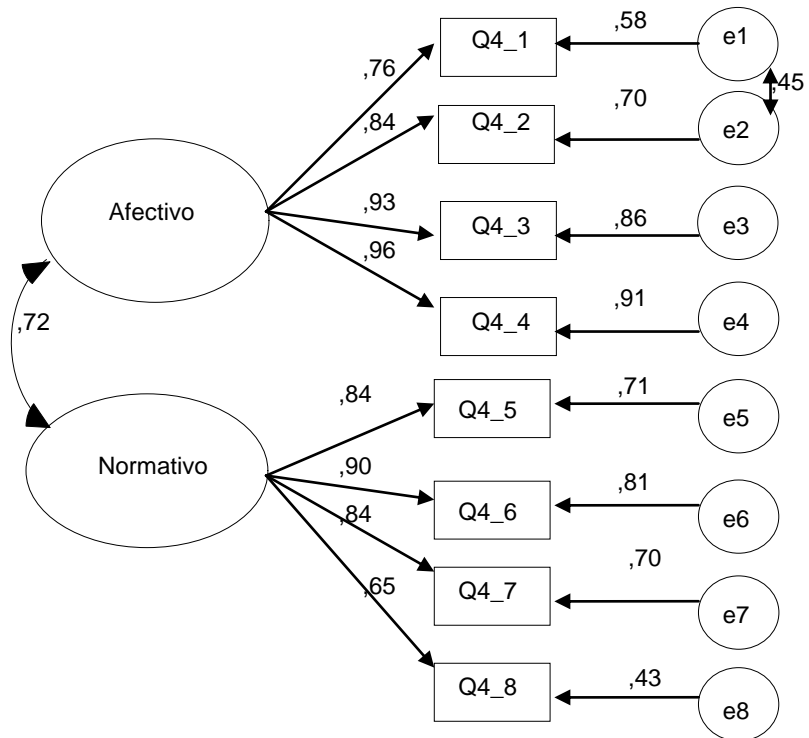 Q4_1
,58
e1
,76
,45
Q4_2
,70
e2
,84
Afectivo
,93
Q4_3
,86
e3
,96
Q4_4
,91
e4
,72
,84
Q4_5
,71
e5
Normativo
,90
Q4_6
,81
e6
,84
Q4_7
,70
e7
,65
Q4_8
,43
e8